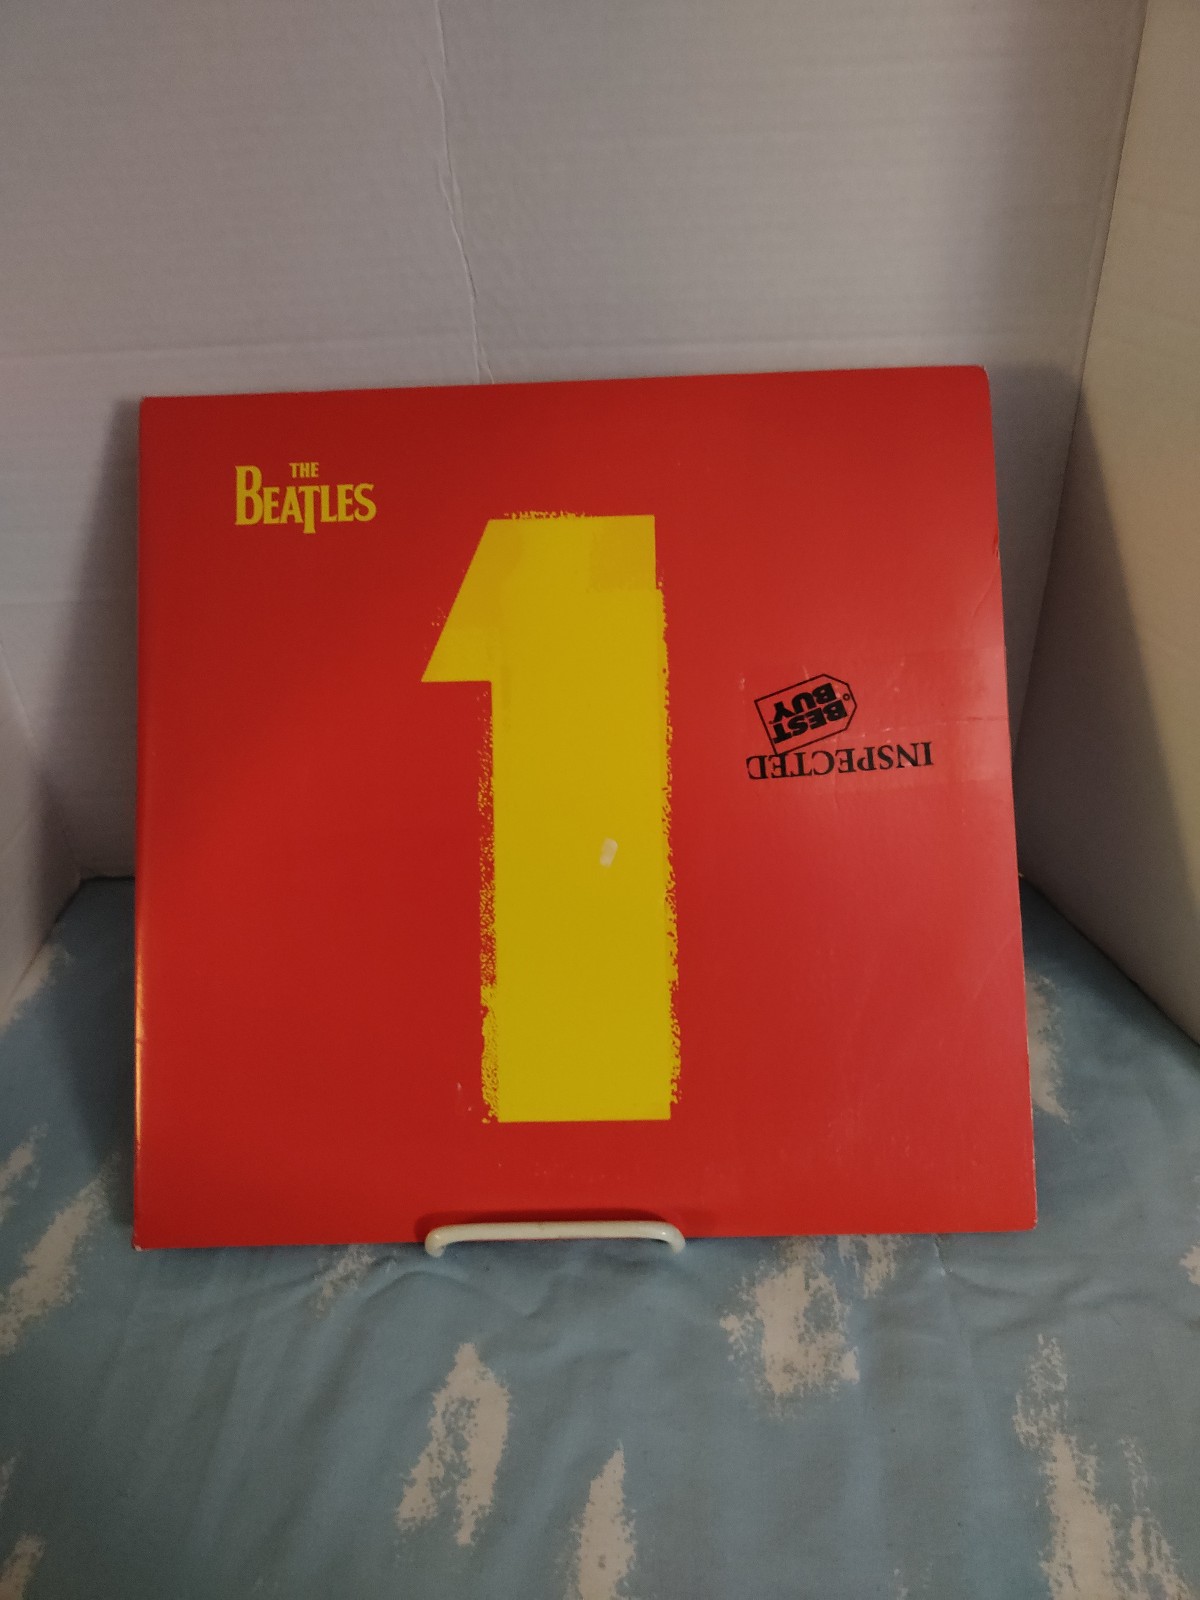 THE
BEATLES
1
BEST
BUY
INSPECTED